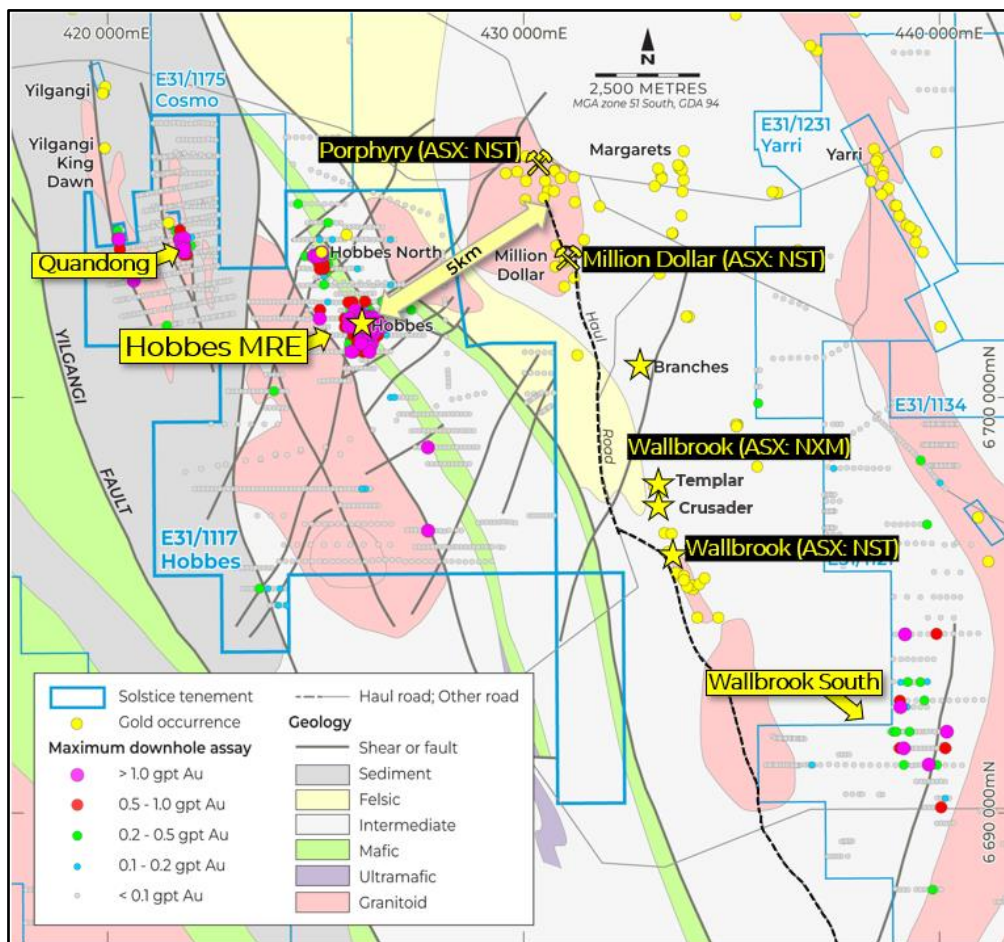 420 000mE
430 000mE
440 000mE
N
2,500 METRES
MGA zone 51 South, GDA 94
Yilgangi
E31/1175
Cosmo
Yilgangi
King
Dawn
Porphyry (ASX: NST)
Margarets
E31/1231
Yarri
Yarri
Quandong
Hobbes North
5km
Million
Dollar
Million Dollar (ASX: NST)
Hobbes MRE
Hobbes
Haul
Road
Branches
YILGANGI
FAULT
E31/1134
6 700 000mN
Wallbrook (ASX: NXM)
Templar
Crusader
E31/1117
Hobbes
Wallbrook (ASX: NST)
Wallbrook South
6 690 000mN
Solstice tenement
Gold occurrence
Maximum downhole assay
> 1.0 gpt Au
0.5 - 1.0 gpt Au
0.2 - 0.5 gpt Au
0.1 - 0.2 gpt Au
< 0.1 gpt Au
Haul road; Other road
Geology
Shear or fault
Sediment
Felsic
Intermediate
Mafic
Ultramafic
Granitoid